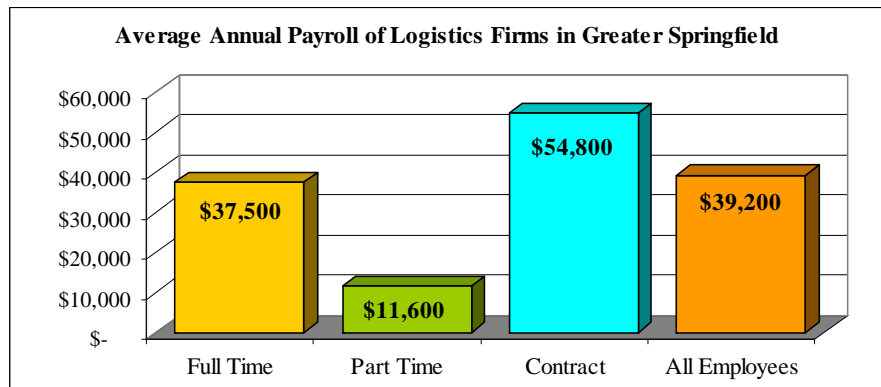 Average Annual Payroll of Logistics Firms in Greater Springfield
$60,000
$50,000
$40,000
$30,000
$20,000
$10,000
$-
$37,500
$11,600
$54,800
$39,200
Full Time
Part Time
Contract
All Employees